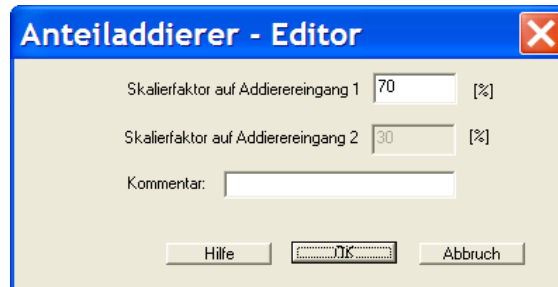 Anteiladdierer - Editor
Skalierfaktor auf Addierereingang 1 70 [%]
Skalierfaktor auf Addierereingang 2 30 [%]
Kommentar:
Hilfe OK Abbruch